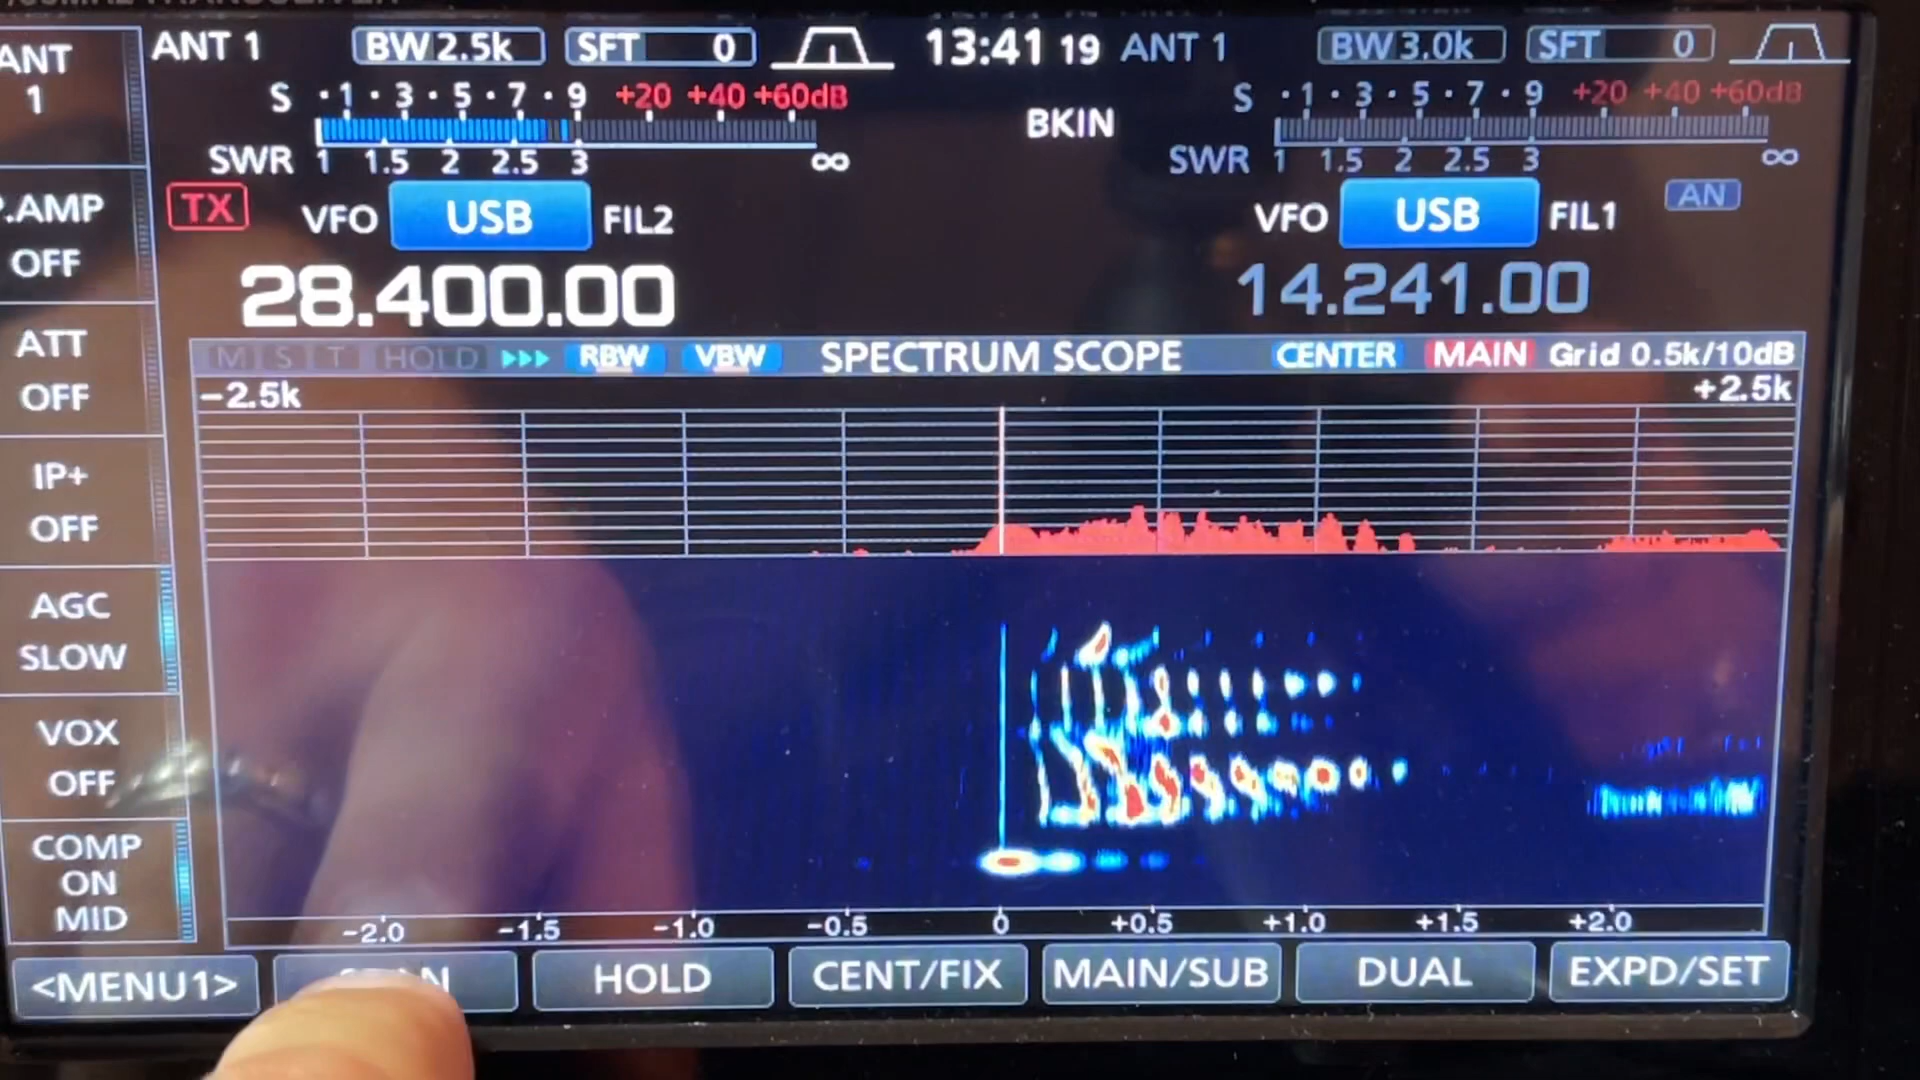 ANT 1 BW 2.5k SFT 0 13:41 19 ANT 1 BW 3.0k SFT 0
ANT
1
S ·1·3·5·7·9 +20 +40 +60dB BKIN S ·1·3·5·7·9 +20 +40 +60dB
SWR 1 1.5 2 2.5 3 ∞ SWR 1 1.5 2 2.5 3 ∞
P.AMP
OFF
TX VFO USB FIL2 VFO USB FIL1 AN
28.400.00 14.241.00
ATT
OFF
M S T HOLD ▸▸▸ RBW VBW SPECTRUM SCOPE CENTER MAIN Grid 0.5k/10dB
−2.5k +2.5k
IP+
OFF
AGC
SLOW
VOX
OFF
COMP
ON
MID
−2.0 −1.5 −1.0 −0.5 0 +0.5 +1.0 +1.5 +2.0
<MENU1> HOLD CENT/FIX MAIN/SUB DUAL EXPD/SET